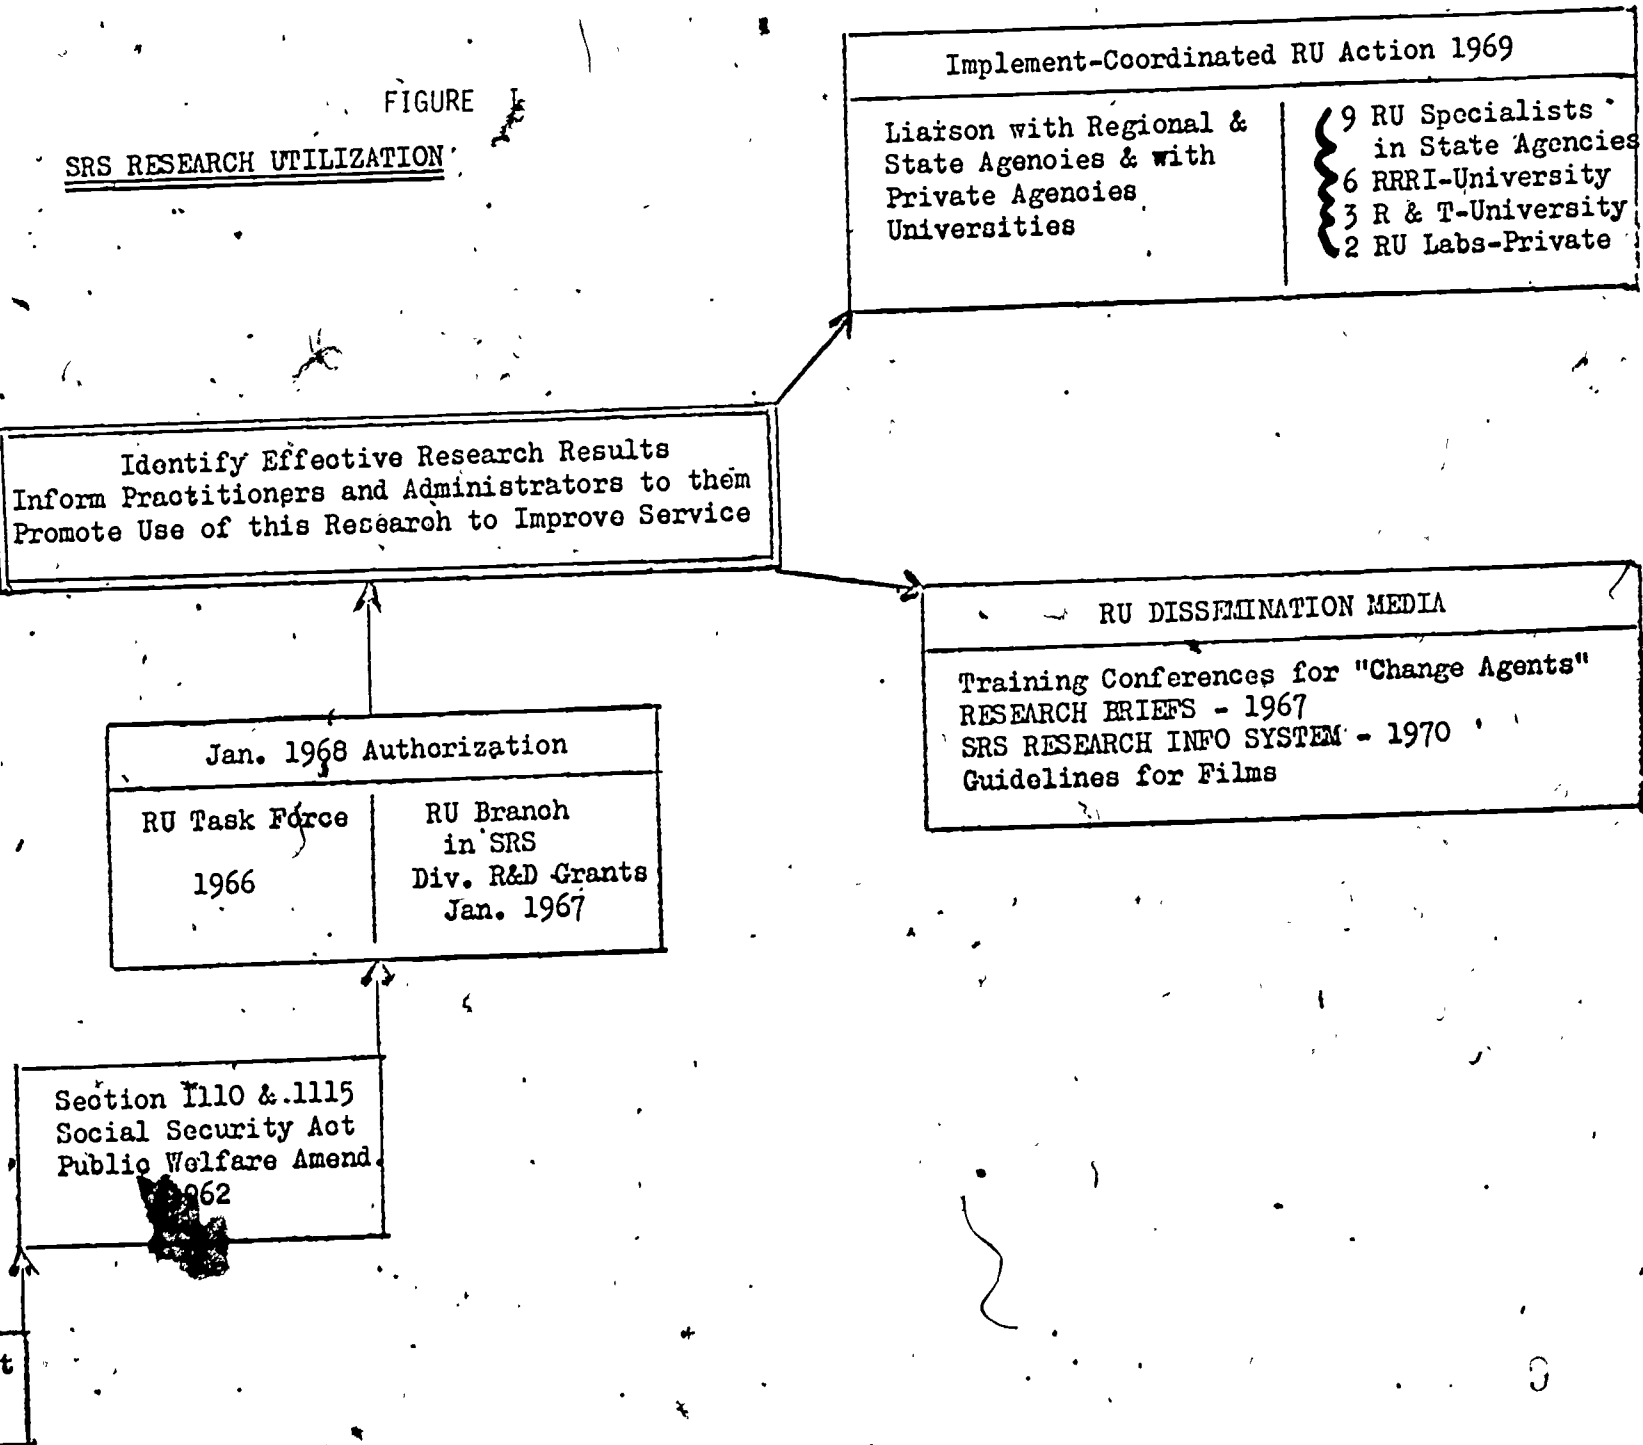 FIGURE
SRS RESEARCH UTILIZATION
Implement-Coordinated RU Action 1969
Liaison with Regional &
State Agencies & with
Private Agencies
Universities
9 RU Specialists
in State Agencies
6 RRRI-University
3 R & T-University
2 RU Labs-Private
Identify Effective Research Results
Inform Practitioners and Administrators to them
Promote Use of this Research to Improve Service
RU DISSEMINATION MEDIA
Training Conferences for "Change Agents"
RESEARCH BRIEFS - 1967
SRS RESEARCH INFO SYSTEM - 1970
Guidelines for Films
Jan. 1968 Authorization
RU Task Force
1966
RU Branch
in SRS
Div. R&D Grants
Jan. 1967
Section 1110 & 1115
Social Security Act
Public Welfare Amend.
t